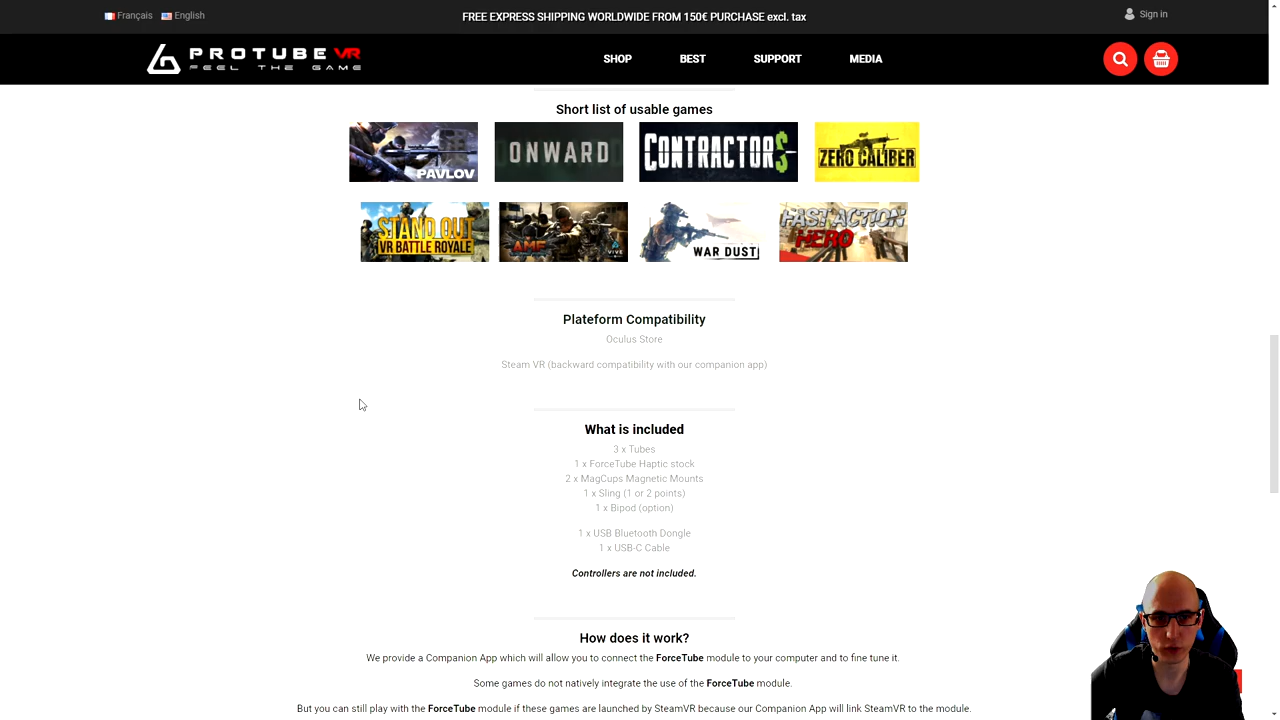 Français English
FREE EXPRESS SHIPPING WORLDWIDE FROM 150€ PURCHASE excl. tax
Sign in
PROTUBE VR
FEEL THE GAME
SHOP BEST SUPPORT MEDIA
Short list of usable games
PAVLOV ONWARD CONTRACTOR$ ZERO CALIBER
STAND OUT
VR BATTLE ROYALE
VIVE
WAR DUST
FAST ACTION
HERO
Plateform Compatibility
Oculus Store
Steam VR (backward compatibility with our companion app)
What is included
3 x Tubes
1 x ForceTube Haptic stock
2 x MagCups Magnetic Mounts
1 x Sling (1 or 2 points)
1 x Bipod (option)
1 x USB Bluetooth Dongle
1 x USB-C Cable
Controllers are not included.
How does it work?
We provide a Companion App which will allow you to connect the ForceTube module to your computer and to fine tune it.
Some games do not natively integrate the use of the ForceTube module.
But you can still play with the ForceTube module if these games are launched by SteamVR because our Companion App will link SteamVR to the module.